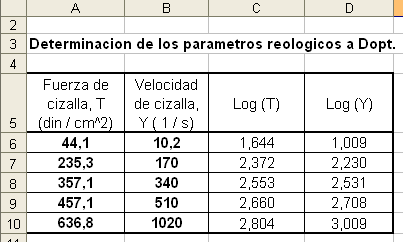 A B C D
2
3 Determinacion de los parametros reologicos a Dopt.
4
Fuerza de Velocidad
cizalla, T de cizalla, Log (T) Log (Y)
5 (din / cm^2) Y ( 1 / s)
6 44,1 10,2 1,644 1,009
7 235,3 170 2,372 2,230
8 357,1 340 2,553 2,531
9 457,1 510 2,660 2,708
10 636,8 1020 2,804 3,009